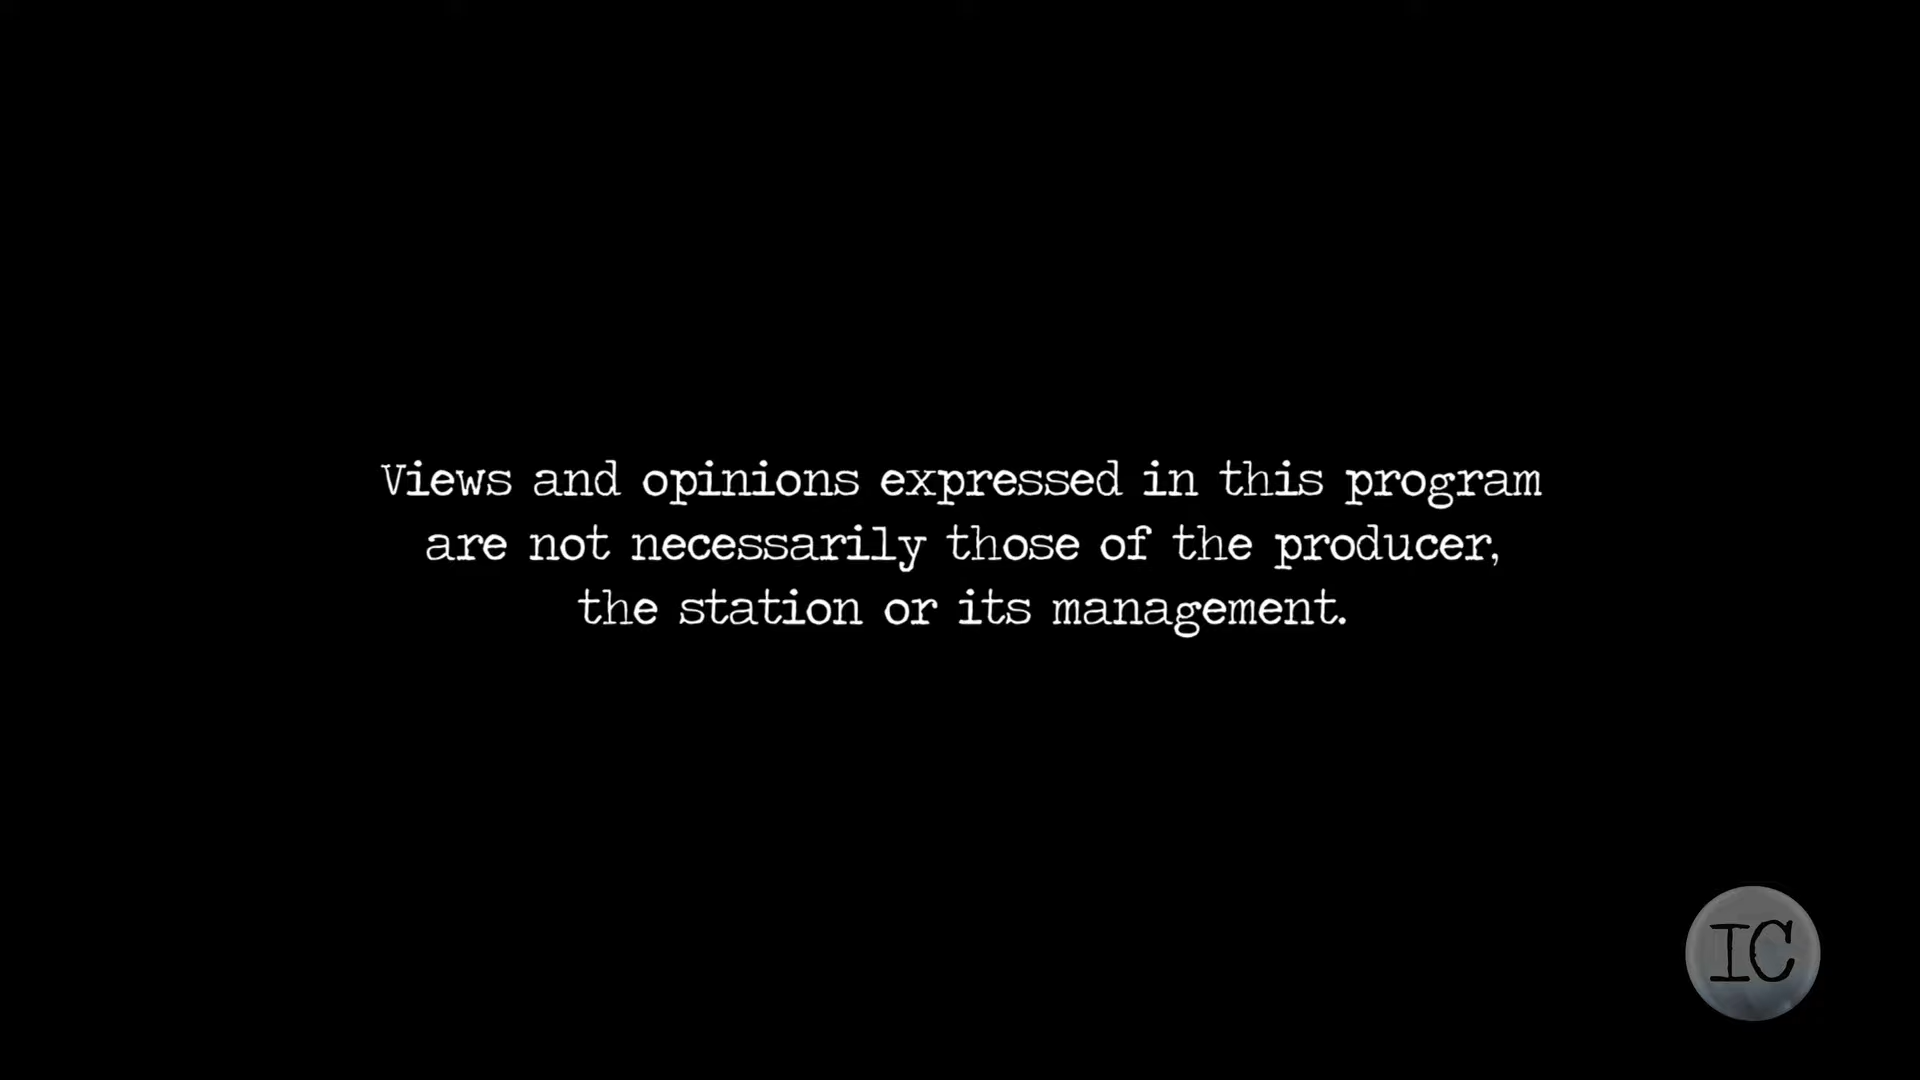 Views and opinions expressed in this program
are not necessarily those of the producer,
the station or its management.
IC